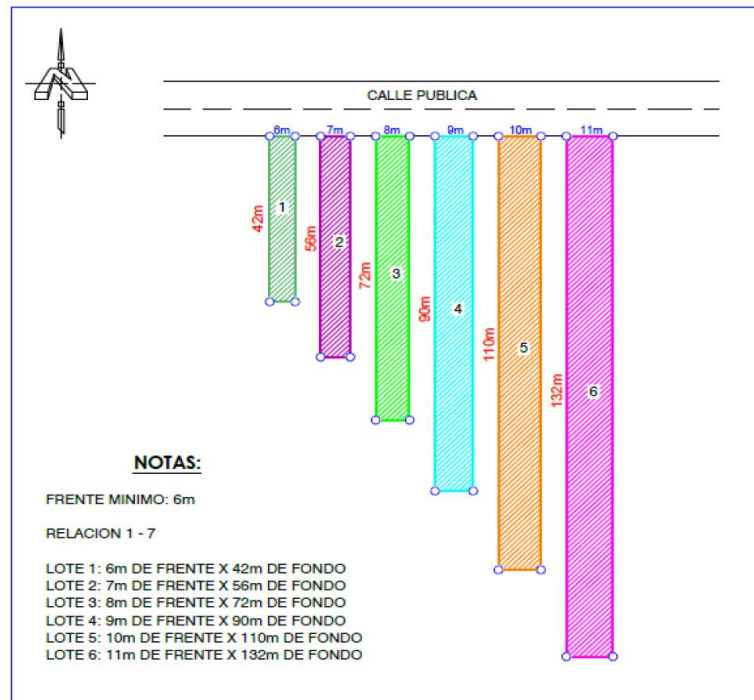 CALLE PUBLICA
6m 7m 8m 9m 10m 11m
42m 56m 72m 90m 110m 132m
1 2 3 4 5 6
NOTAS:
FRENTE MINIMO: 6m
RELACION 1 - 7
LOTE 1: 6m DE FRENTE X 42m DE FONDO
LOTE 2: 7m DE FRENTE X 56m DE FONDO
LOTE 3: 8m DE FRENTE X 72m DE FONDO
LOTE 4: 9m DE FRENTE X 90m DE FONDO
LOTE 5: 10m DE FRENTE X 110m DE FONDO
LOTE 6: 11m DE FRENTE X 132m DE FONDO